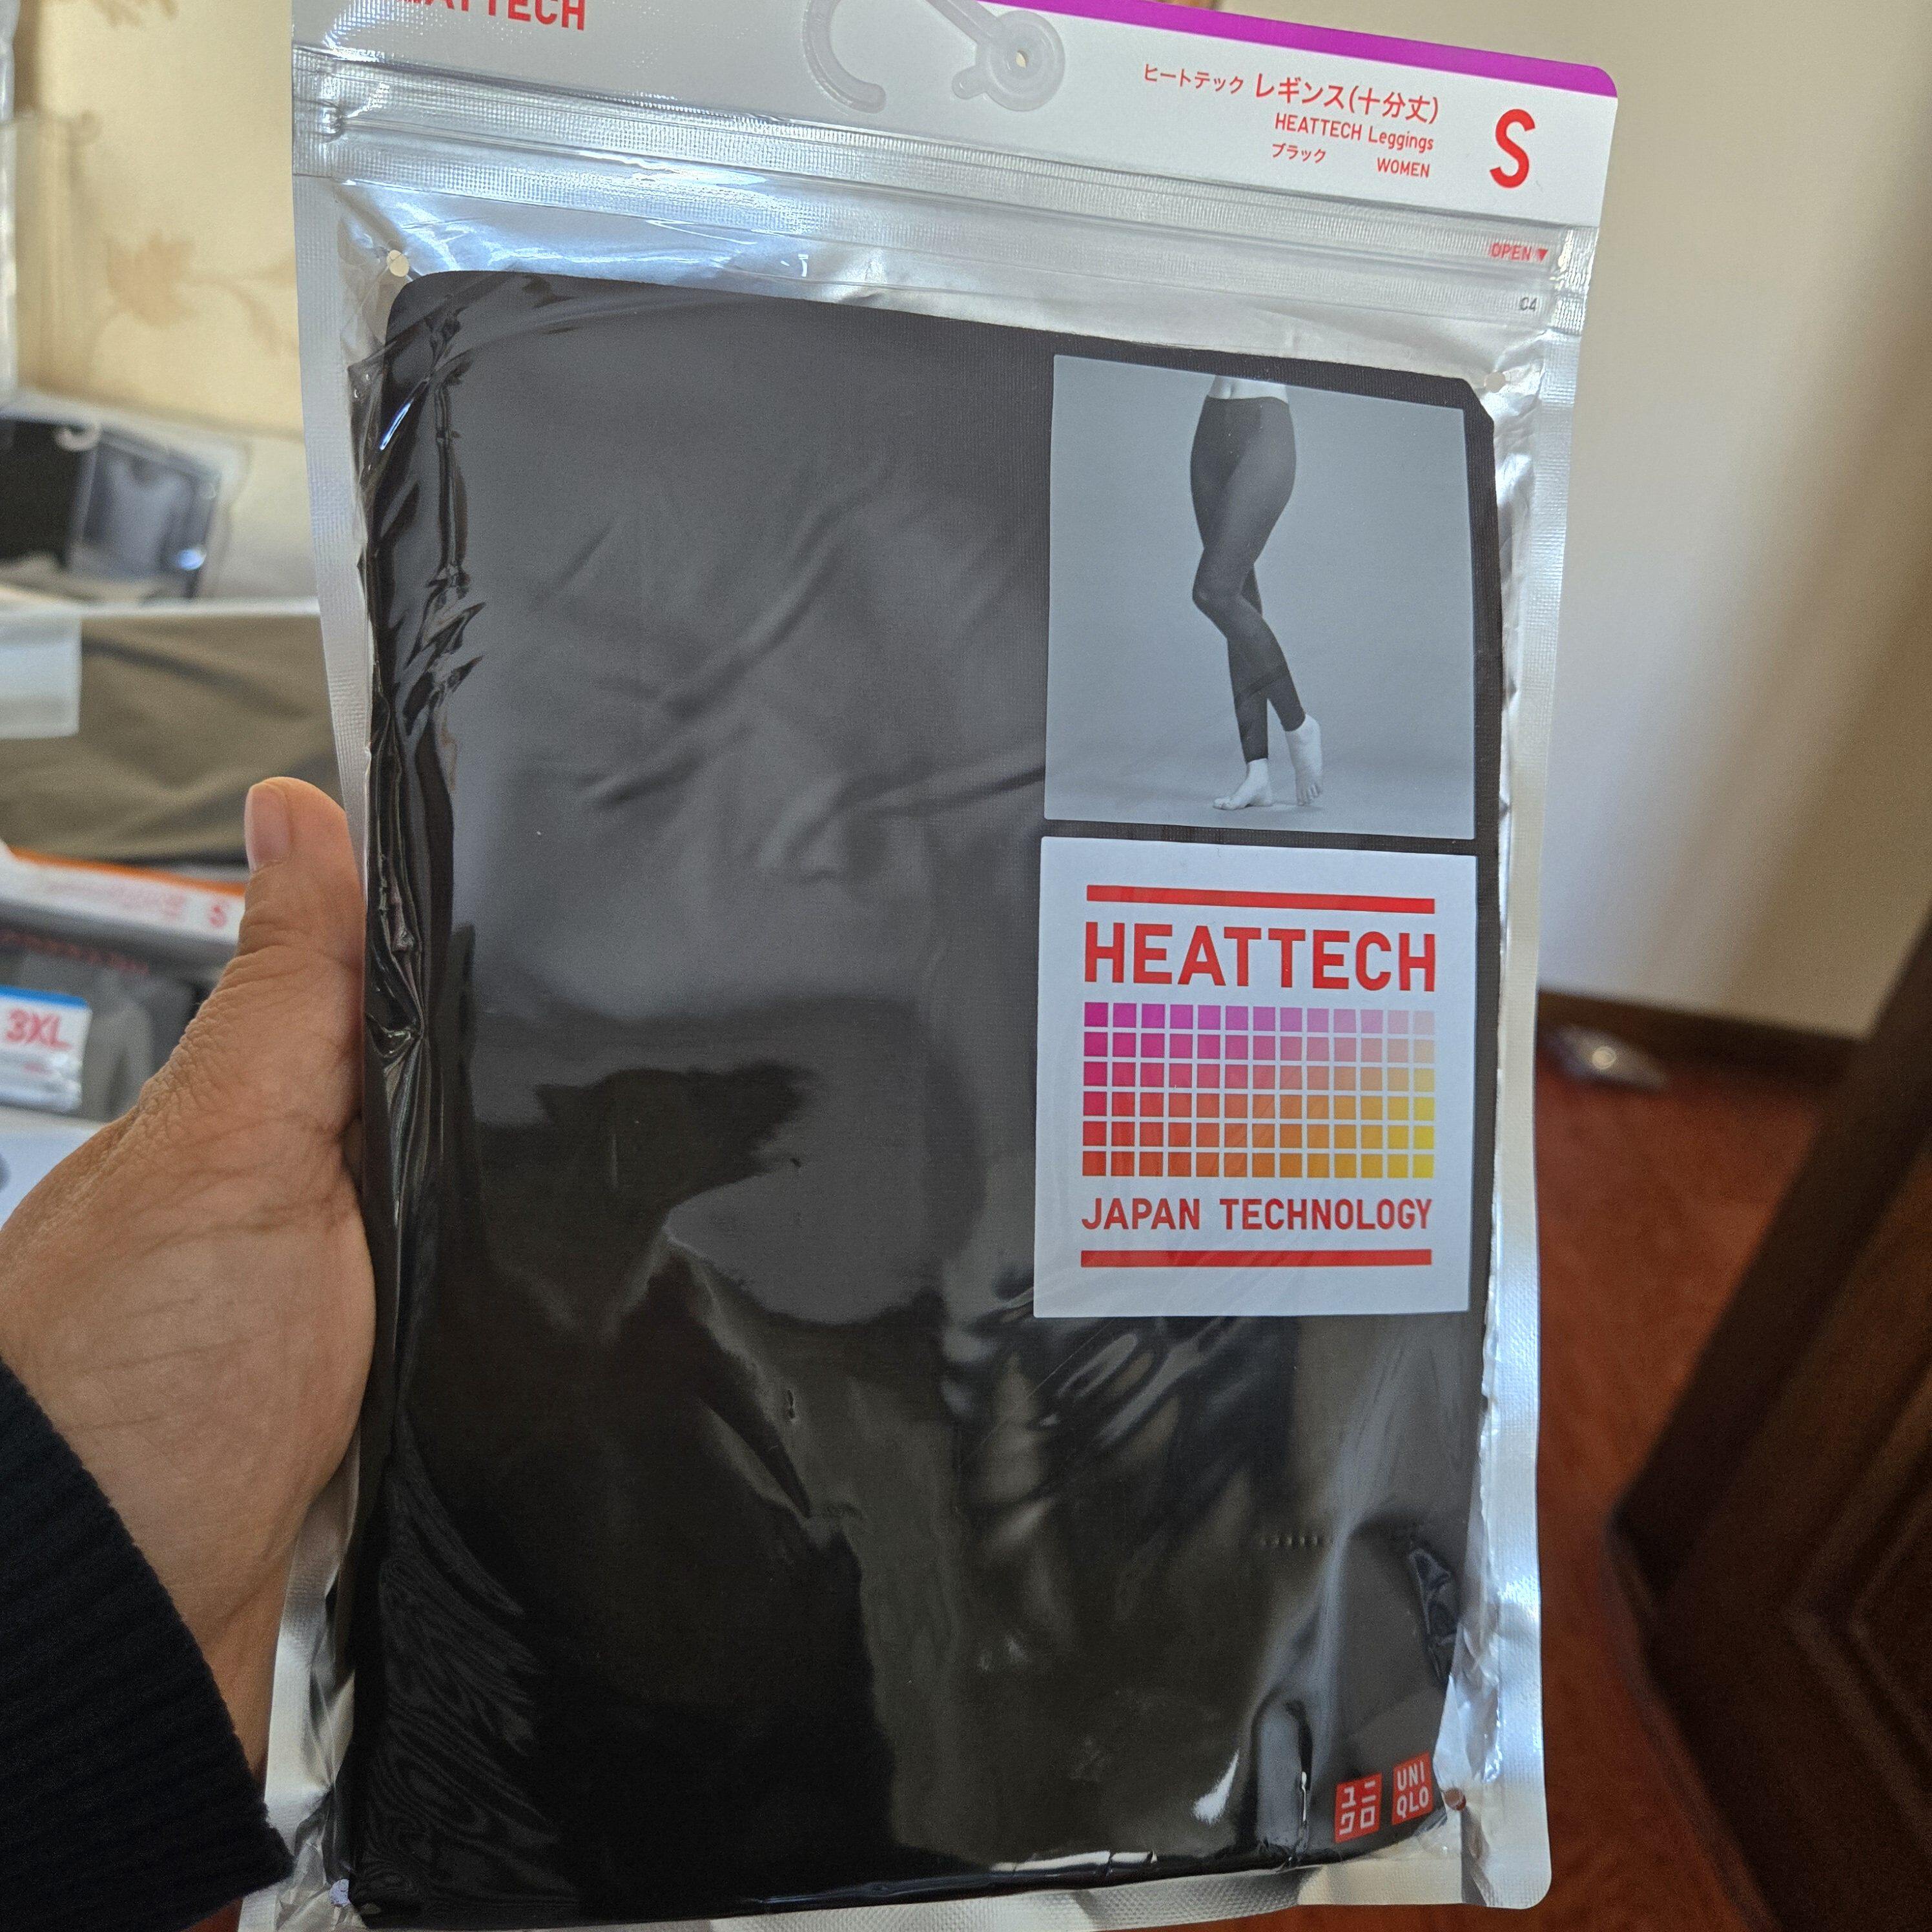 HEATTECH
ヒートテック レギンス(十分丈)
HEATTECH Leggings
ブラック WOMEN
S
OPEN ▼
C4
HEATTECH
JAPAN TECHNOLOGY
ユニ
クロ
UNI
QLO
S
3XL